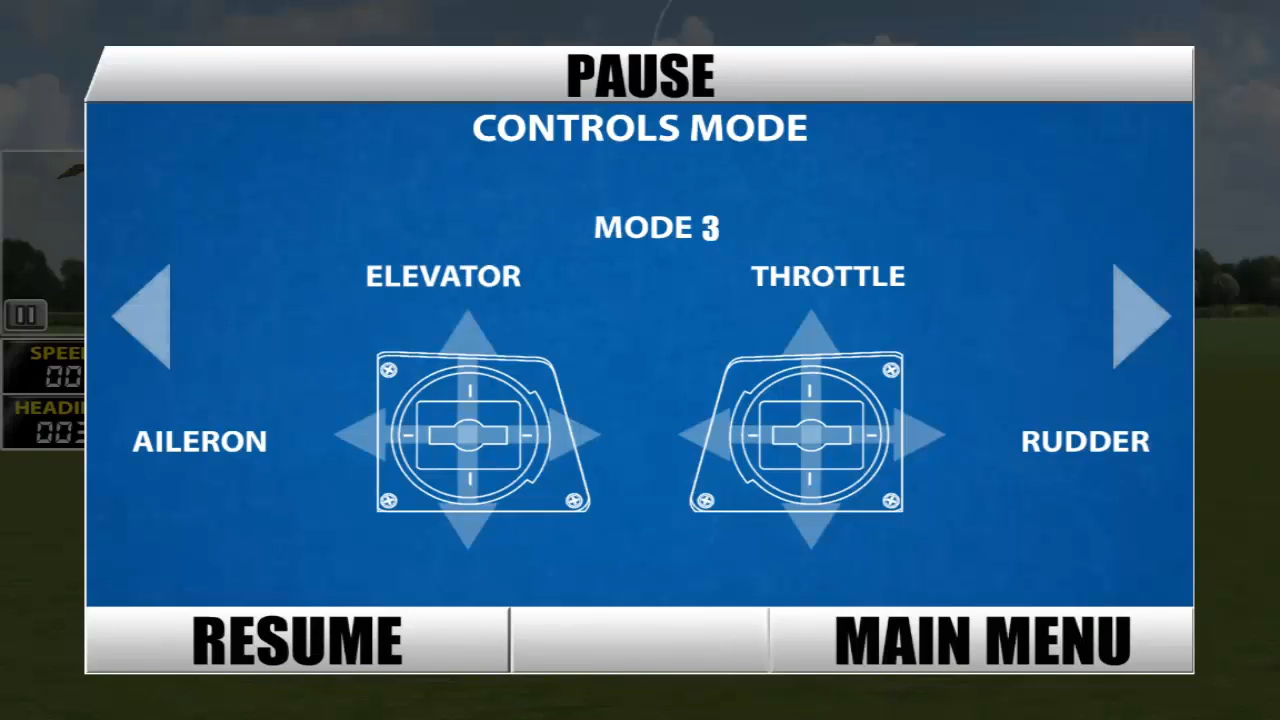 PAUSE
CONTROLS MODE
MODE 3
ELEVATOR
THROTTLE
AILERON
RUDDER
RESUME
MAIN MENU